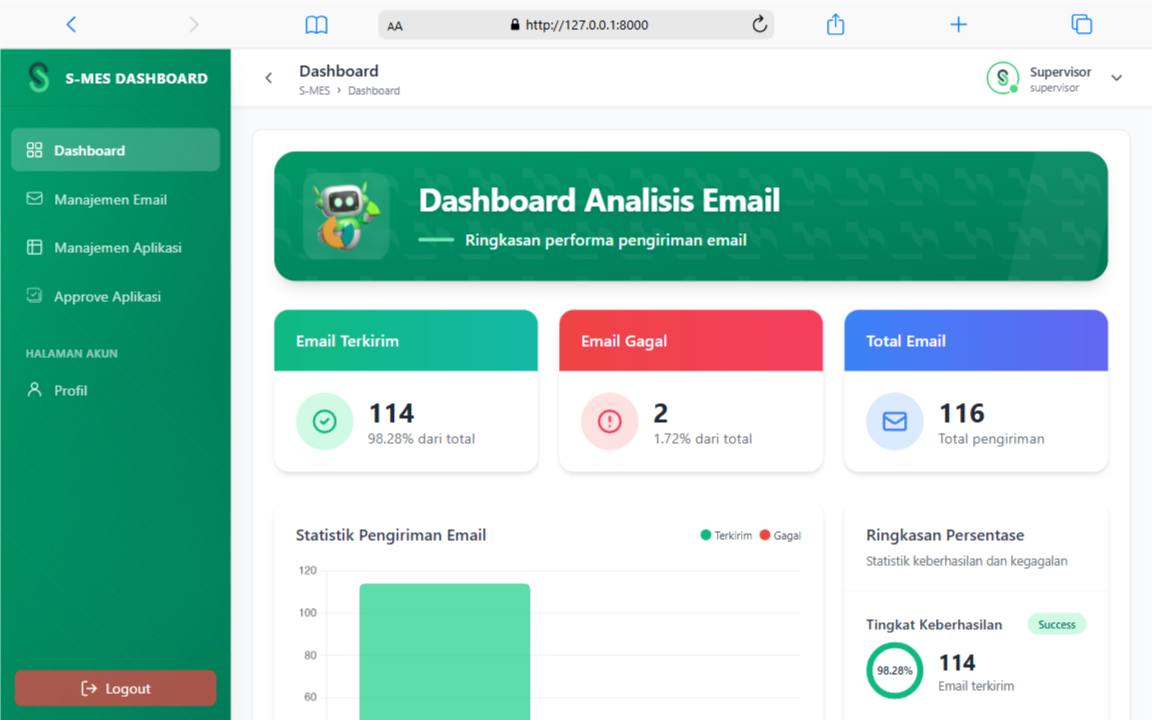 AA
http://127.0.0.1:8000
S-MES DASHBOARD
Dashboard
Manajemen Email
Manajemen Aplikasi
Approve Aplikasi
HALAMAN AKUN
Profil
Logout
Dashboard
S-MES > Dashboard
Supervisor
supervisor
Dashboard Analisis Email
Ringkasan performa pengiriman email
Email Terkirim
114
98.28% dari total
Email Gagal
2
1.72% dari total
Total Email
116
Total pengiriman
Statistik Pengiriman Email
Terkirim Gagal
120
100
80
60
Ringkasan Persentase
Statistik keberhasilan dan kegagalan
Tingkat Keberhasilan
Success
98.28%
114
Email terkirim